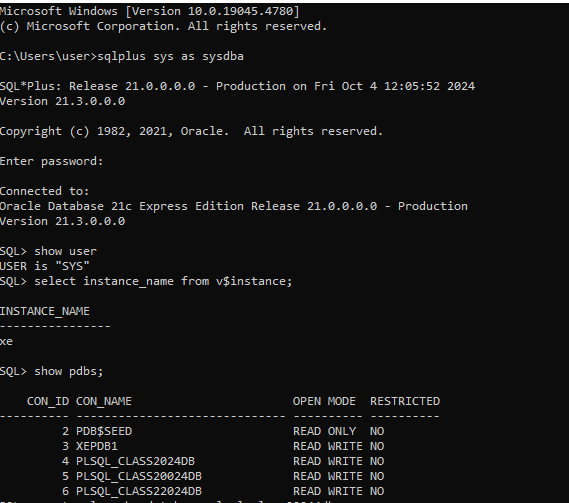 Microsoft Windows [Version 10.0.19045.4780]
(c) Microsoft Corporation. All rights reserved.
C:\Users\user>sqlplus sys as sysdba
SQL*Plus: Release 21.0.0.0.0 - Production on Fri Oct 4 12:05:52 2024
Version 21.3.0.0.0
Copyright (c) 1982, 2021, Oracle.  All rights reserved.
Enter password:
Connected to:
Oracle Database 21c Express Edition Release 21.0.0.0.0 - Production
Version 21.3.0.0.0
SQL> show user
USER is "SYS"
SQL> select instance_name from v$instance;
INSTANCE_NAME
----------------
xe
SQL> show pdbs;
    CON_ID CON_NAME                       OPEN MODE  RESTRICTED
---------- ------------------------------ ---------- ----------
         2 PDB$SEED                       READ ONLY  NO
         3 XEPDB1                         READ WRITE NO
         4 PLSQL_CLASS2024DB              READ WRITE NO
         5 PLSQL_CLASS20024DB             READ WRITE NO
         6 PLSQL_CLASS22024DB             READ WRITE NO